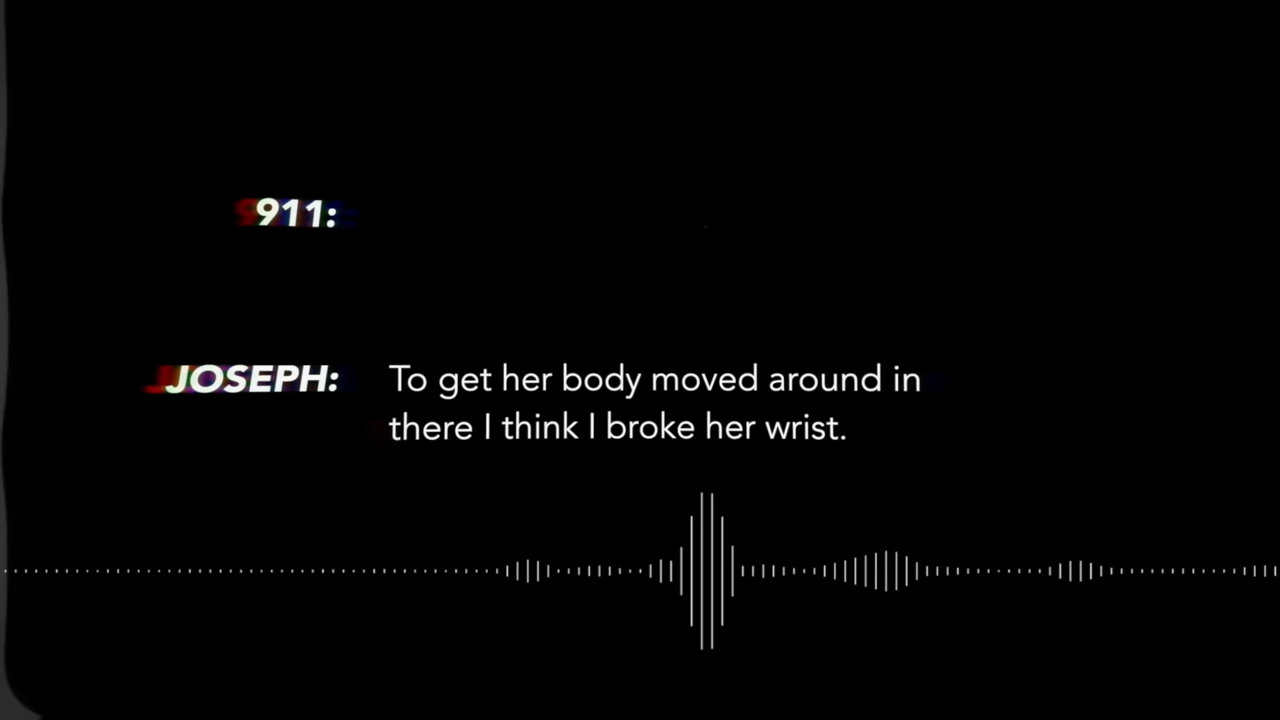 911:
JOSEPH: To get her body moved around in
there I think I broke her wrist.